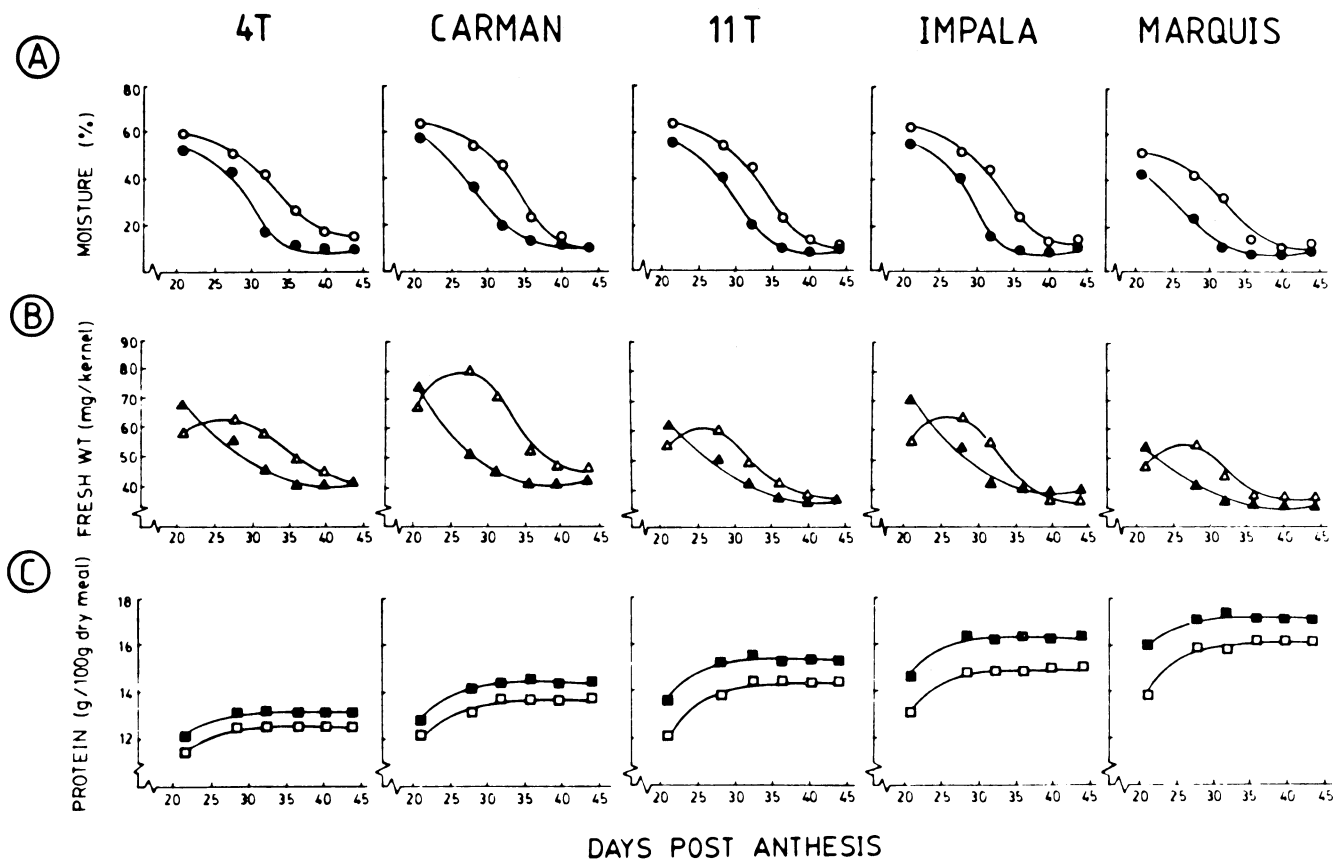 4T CARMAN 11T IMPALA MARQUIS
A
MOISTURE (%)
80
60
40
20
20 25 30 35 40 45 20 25 30 35 40 45 20 25 30 35 40 45 20 25 30 35 40 45 20 25 30 35 40 45
B
FRESH WT (mg/kernel)
90
80
70
60
50
40
20 25 30 35 40 45 20 25 30 35 40 45 20 25 30 35 40 45 20 25 30 35 40 45 20 25 30 35 40 45
C
PROTEIN (g/100g dry meal)
18
16
14
12
20 25 30 35 40 45 20 25 30 35 40 45 20 25 30 35 40 45 20 25 30 35 40 45 20 25 30 35 40 45
DAYS POST ANTHESIS